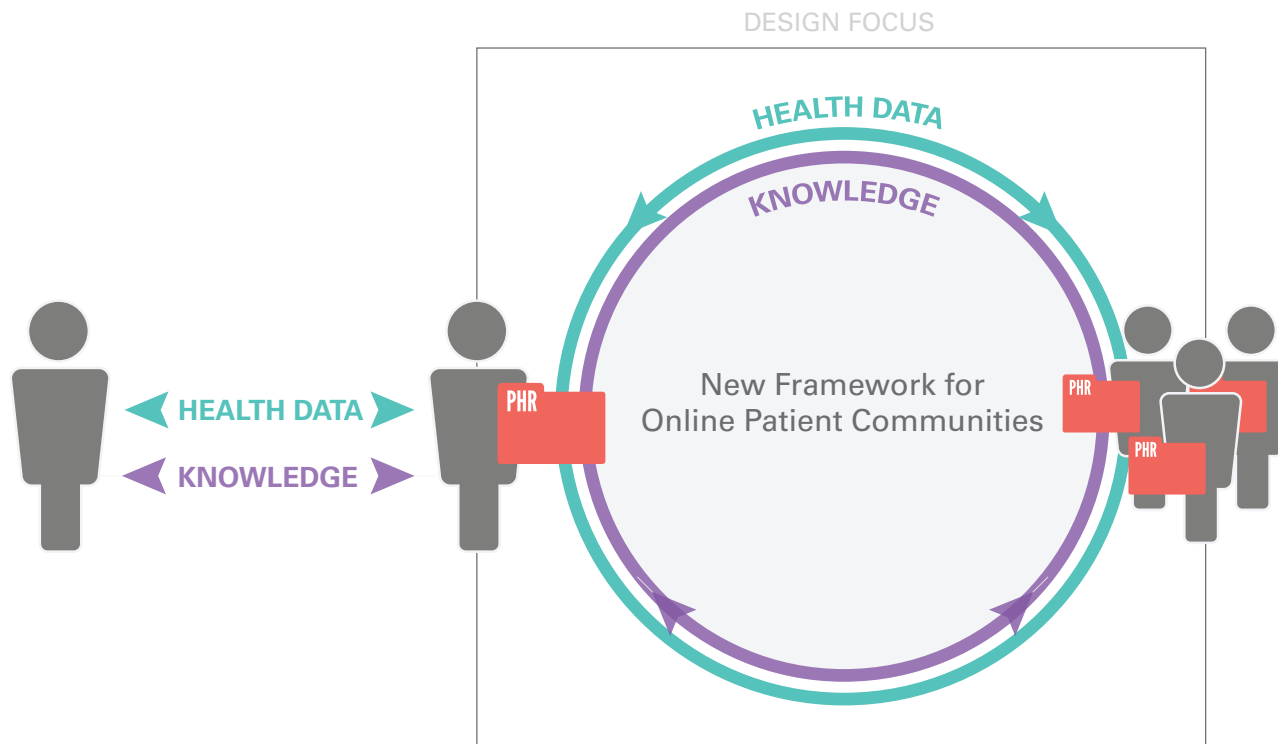 DESIGN FOCUS
HEALTH DATA
KNOWLEDGE
New Framework for
Online Patient Communities
HEALTH DATA
KNOWLEDGE
PHR
PHR
PHR